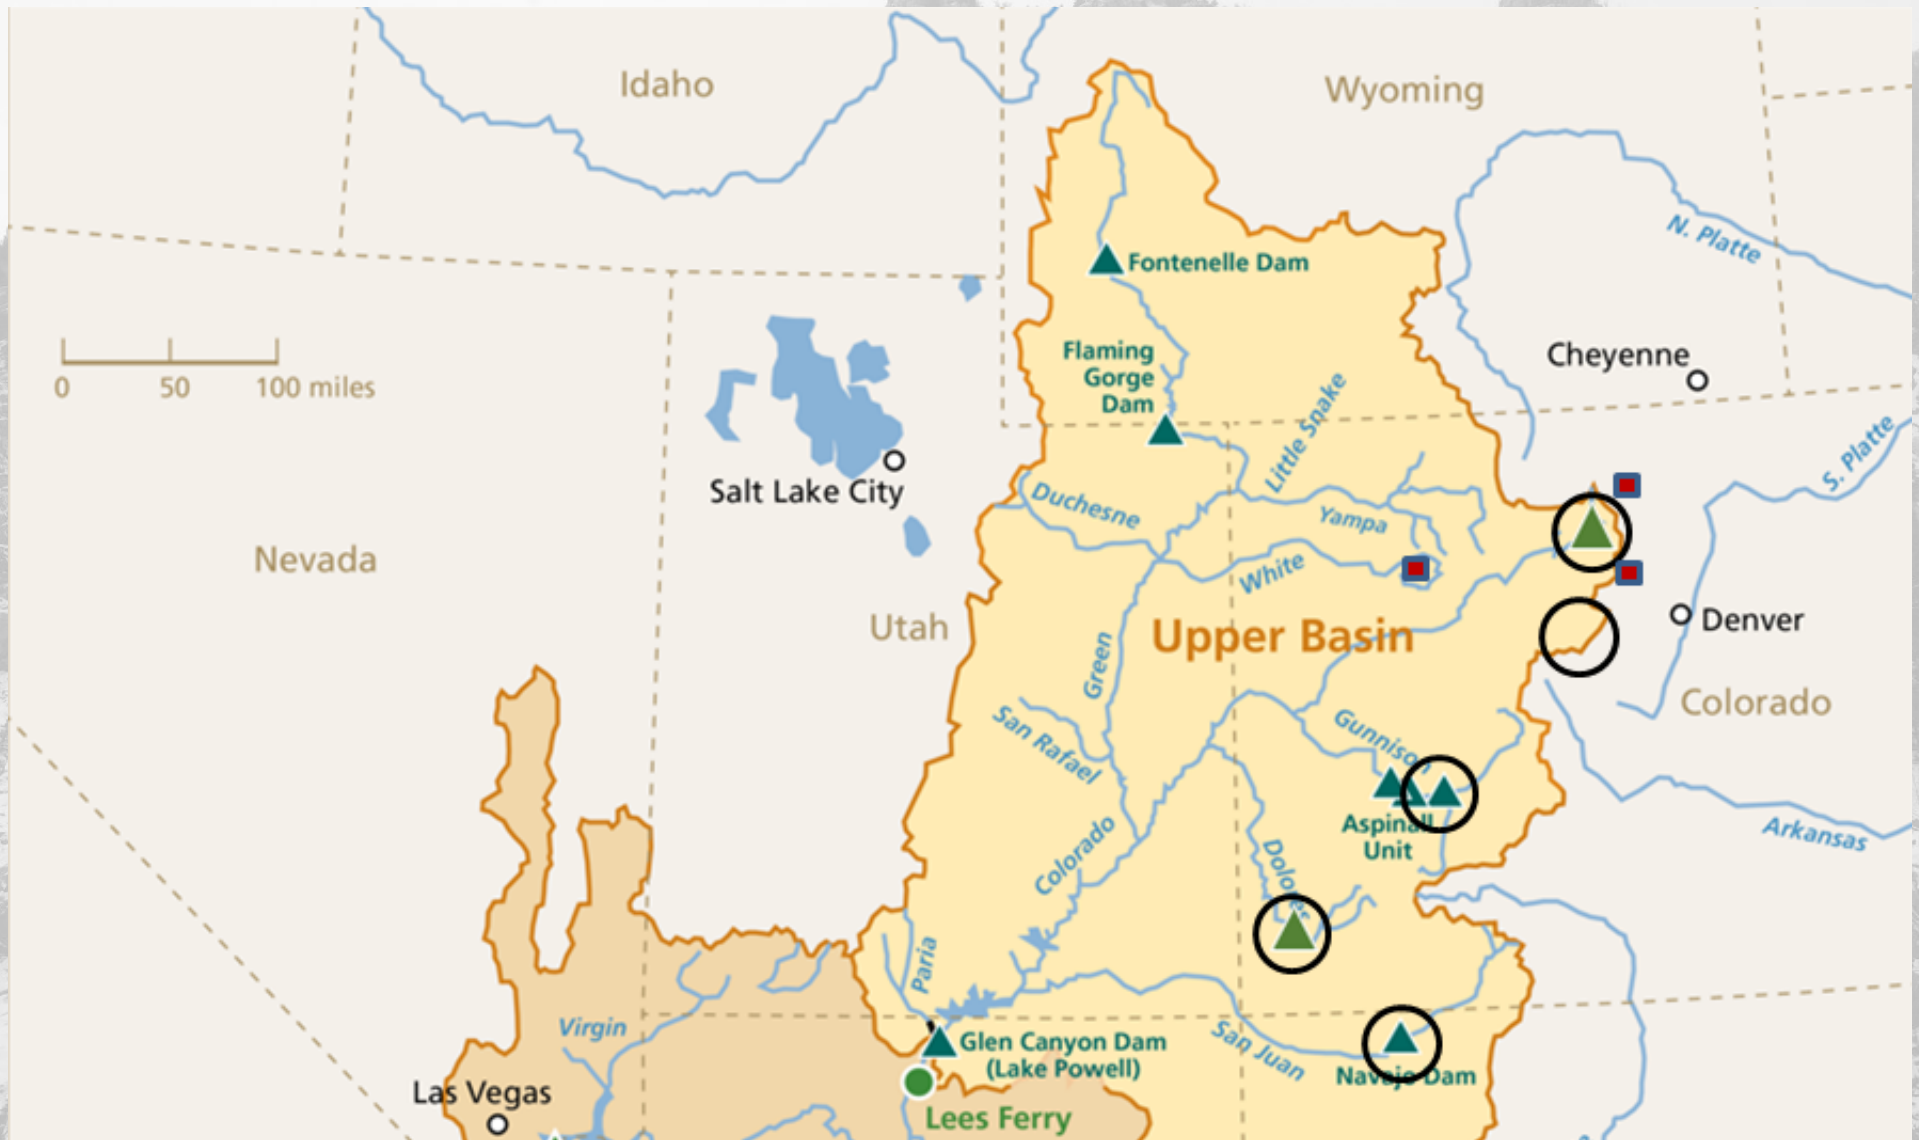 Idaho
Wyoming
N. Platte
Fontenelle Dam
Cheyenne
0 50 100 miles
Flaming
Gorge
Dam
Little Snake
S. Platte
Salt Lake City
Duchesne
Yampa
Nevada
White
Utah
Upper Basin
Denver
Green
Colorado
San Rafael
Gunnison
Aspinall
Unit
Arkansas
Colorado
Dolores
Paria
Virgin
Glen Canyon Dam
(Lake Powell)
San Juan
Navajo Dam
Las Vegas
Lees Ferry